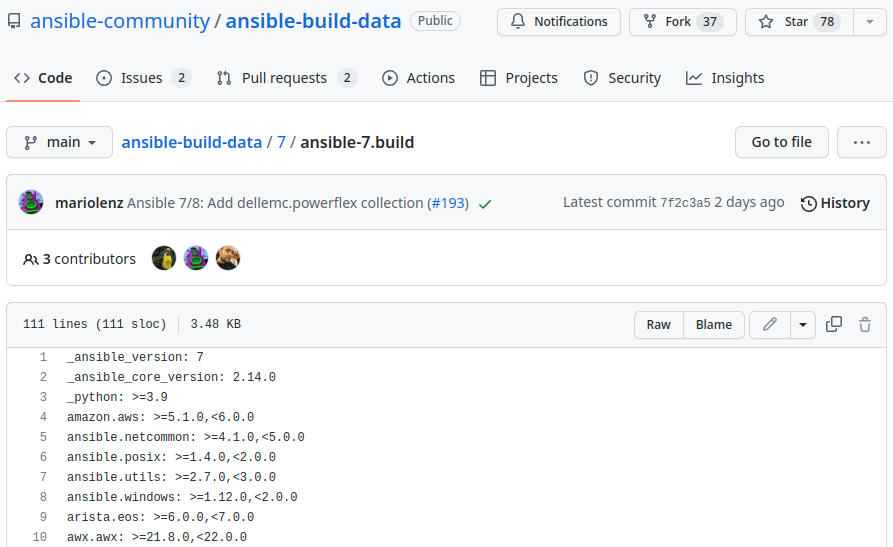 ansible-community / ansible-build-data Public Notifications Fork 37 Star 78
Code Issues 2 Pull requests 2 Actions Projects Security Insights
main ansible-build-data / 7 / ansible-7.build Go to file ...
mariolenz Ansible 7/8: Add dellemc.powerflex collection (#193) Latest commit 7f2c3a5 2 days ago History
3 contributors
111 lines (111 sloc) 3.48 KB Raw Blame
1 _ansible_version: 7
2 _ansible_core_version: 2.14.0
3 _python: >=3.9
4 amazon.aws: >=5.1.0,<6.0.0
5 ansible.netcommon: >=4.1.0,<5.0.0
6 ansible.posix: >=1.4.0,<2.0.0
7 ansible.utils: >=2.7.0,<3.0.0
8 ansible.windows: >=1.12.0,<2.0.0
9 arista.eos: >=6.0.0,<7.0.0
10 awx.awx: >=21.8.0,<22.0.0